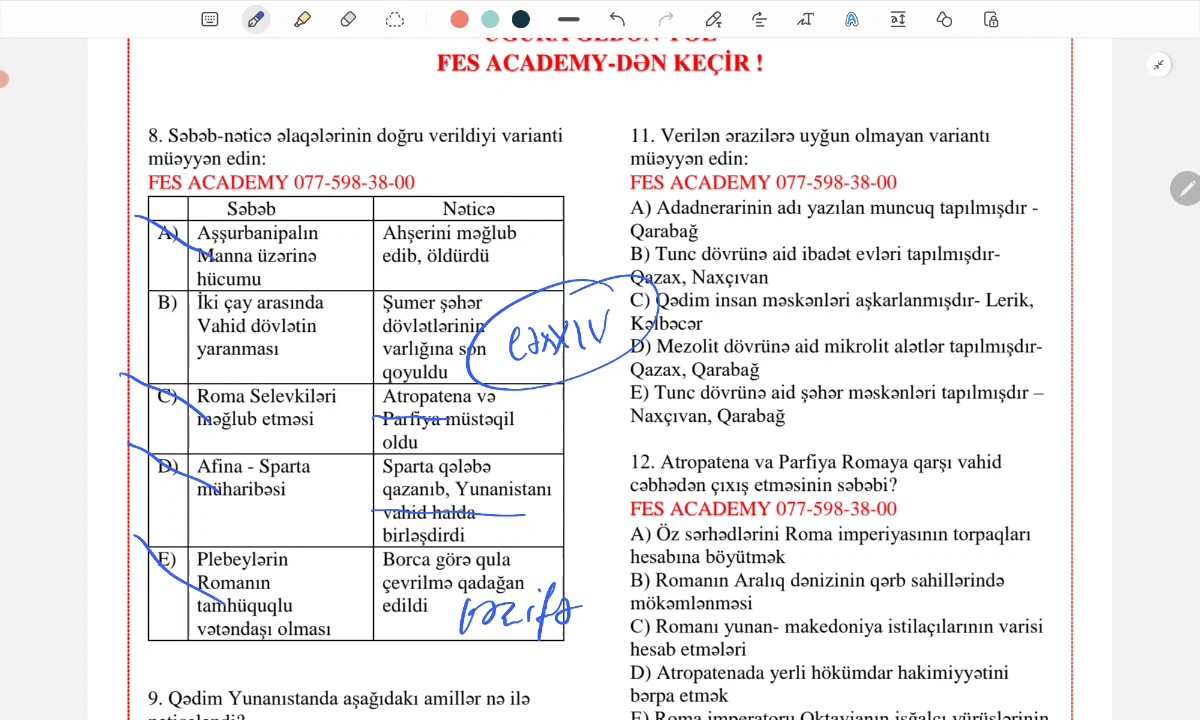 FES ACADEMY-DƏN KEÇİR !
8. Səbəb-nəticə əlaqələrinin doğru verildiyi varianti
müəyyən edin:
FES ACADEMY 077-598-38-00
Səbəb
Nəticə
A)
Aşşurbanipalın
Manna üzərinə
hücumu
Ahşerini məğlub
edib, öldürdü
B)
İki çay arasında
Vahid dövlətin
yaranması
Şumer şəhər
dövlətlərinin
varlığına son
qoyuldu
C)
Roma Selevkiləri
məğlub etməsi
Atropatena və
Parfiya müstəqil
oldu
D)
Afina - Sparta
müharibəsi
Sparta qələbə
qazanıb, Yunanistanı
vahid halda
birləşdirdi
E)
Plebeylərin
Romanın
tamhüquqlu
vətəndaşı olması
Borca görə qula
çevrilmə qadağan
edildi
vəzifə
9. Qədim Yunanıstanda aşağıdakı amillər nə ilə
11. Verilən ərazilərə uyğun olmayan variantı
müəyyən edin:
FES ACADEMY 077-598-38-00
A) Adadnerarinin adı yazılan muncuq tapılmışdır -
Qarabağ
B) Tunc dövrünə aid ibadət evləri tapılmışdır-
Qazax, Naxçıvan
C) Qədim insan məskənləri aşkarlanmışdır- Lerik,
Kəlbəcər
D) Mezolit dövrünə aid mikrolit alətlər tapılmışdır-
Qazax, Qarabağ
E) Tunc dövrünə aid şəhər məskənləri tapılmışdır –
Naxçıvan, Qarabağ
12. Atropatena va Parfiya Romaya qarşı vahid
cəbhədən çıxış etməsinin səbəbi?
FES ACADEMY 077-598-38-00
A) Öz sərhədlərini Roma imperiyasının torpaqları
hesabına böyütmək
B) Romanın Aralıq dənizinin qərb sahillərində
mökəmlənməsi
C) Romanı yunan- makedoniya istilaçılarının varisi
hesab etmələri
D) Atropatenada yerli hökümdar hakimiyyətini
bərpa etmək
E) Roma imperatoru Oktavianın işğalçı yürüşlərinin